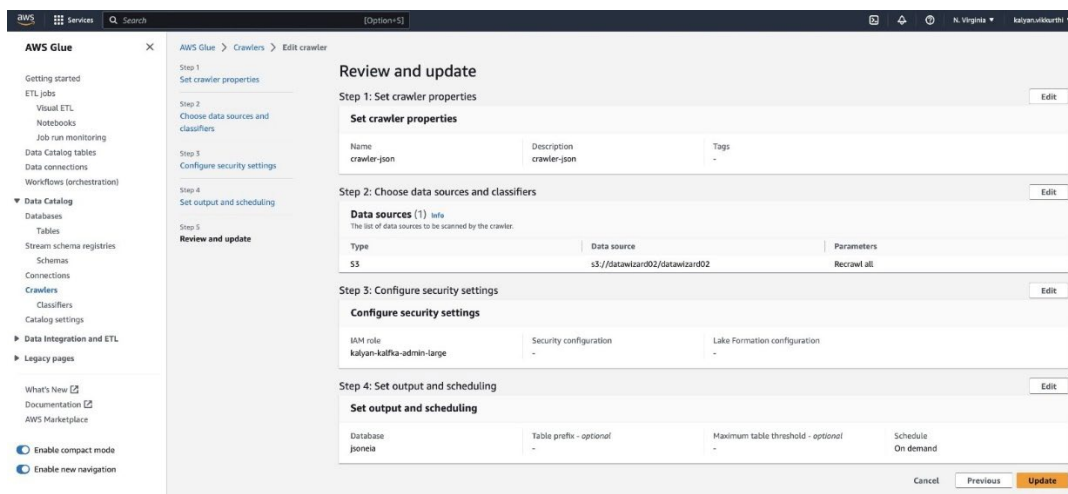 aws Services Search [Option+S] N. Virginia kalyan.vikkurthi
AWS Glue
Getting started
ETL jobs
Visual ETL
Notebooks
Job run monitoring
Data Catalog tables
Data connections
Workflows (orchestration)
Data Catalog
Databases
Tables
Stream schema registries
Schemas
Connections
Crawlers
Classifiers
Catalog settings
Data Integration and ETL
Legacy pages
What's New
Documentation
AWS Marketplace
Enable compact mode
Enable new navigation
AWS Glue > Crawlers > Edit crawler
Step 1
Set crawler properties
Step 2
Choose data sources and
classifiers
Step 3
Configure security settings
Step 4
Set output and scheduling
Step 5
Review and update
Review and update
Step 1: Set crawler properties Edit
Set crawler properties
Name Description Tags
crawler-json crawler-json -
Step 2: Choose data sources and classifiers Edit
Data sources (1) Info
The list of data sources to be scanned by the crawler.
Type Data source Parameters
S3 s3://datawizard02/datawizard02 Recrawl all
Step 3: Configure security settings Edit
Configure security settings
IAM role Security configuration Lake Formation configuration
kalyan-kalfka-admin-large - -
Step 4: Set output and scheduling Edit
Set output and scheduling
Database Table prefix - optional Maximum table threshold - optional Schedule
jsoneia - - On demand
Cancel Previous Update